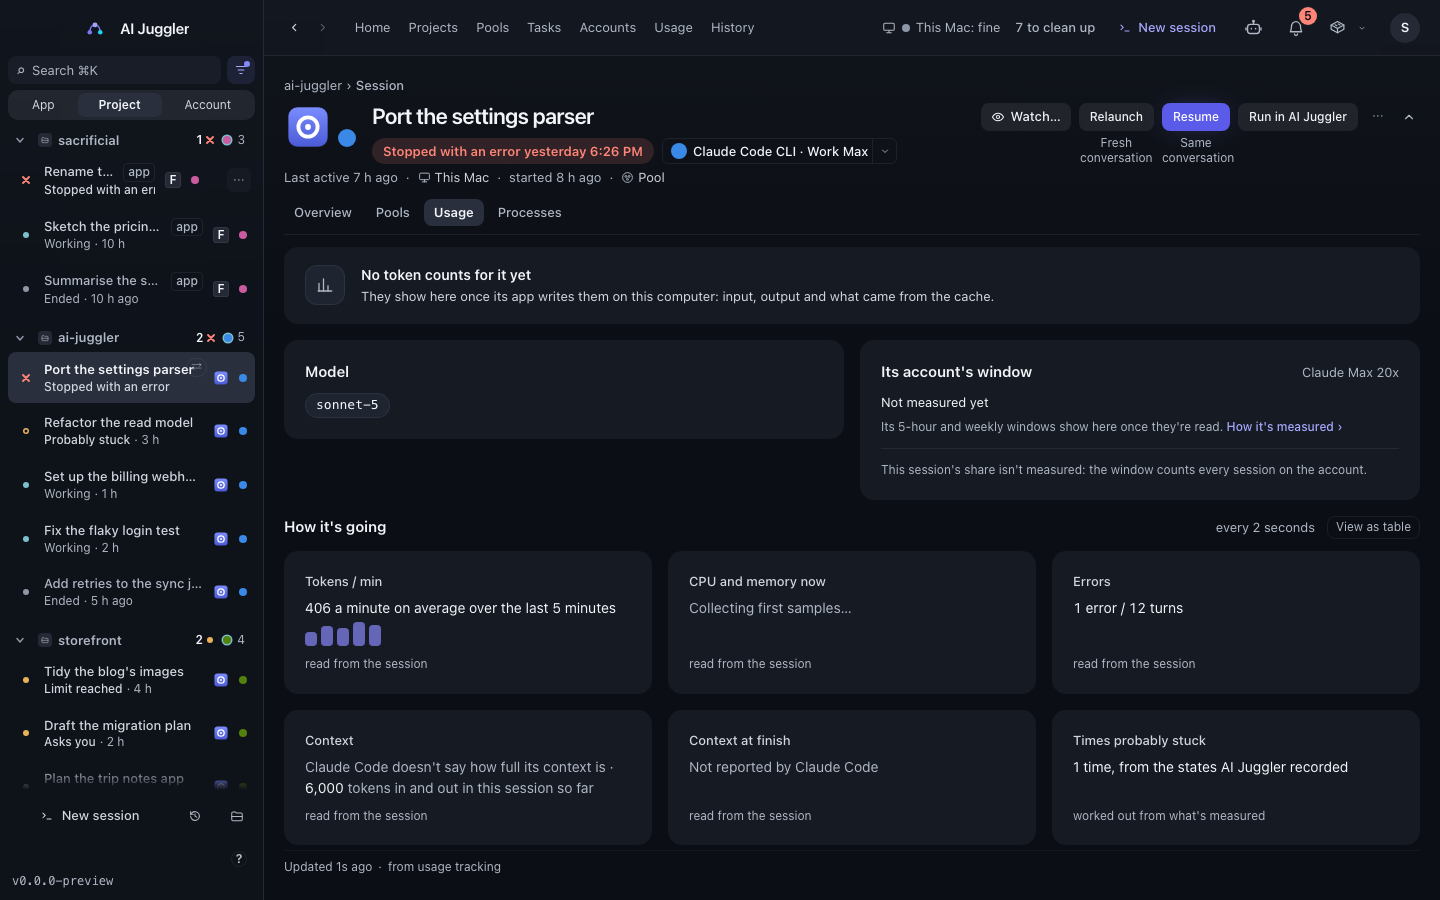 AI Juggler
Search ⌘K
App Project Account
sacrificial 1 3
Rename t... app F
Stopped with an err
Sketch the pricin... app F
Working · 10 h
Summarise the s... app F
Ended · 10 h ago
ai-juggler 2 5
Port the settings parser
Stopped with an error
Refactor the read model
Probably stuck · 3 h
Set up the billing webh...
Working · 1 h
Fix the flaky login test
Working · 2 h
Add retries to the sync j...
Ended · 5 h ago
storefront 2 4
Tidy the blog's images
Limit reached · 4 h
Draft the migration plan
Asks you · 2 h
Plan the trip notes app
New session
?
v0.0.0-preview
Home Projects Pools Tasks Accounts Usage History
This Mac: fine 7 to clean up New session 5 S
ai-juggler › Session
Port the settings parser
Watch... Relaunch Resume Run in AI Juggler ...
Fresh conversation
Same conversation
Stopped with an error yesterday 6:26 PM Claude Code CLI · Work Max
Last active 7 h ago · This Mac · started 8 h ago · Pool
Overview Pools Usage Processes
No token counts for it yet
They show here once its app writes them on this computer: input, output and what came from the cache.
Model
sonnet-5
Its account's window Claude Max 20x
Not measured yet
Its 5-hour and weekly windows show here once they're read. How it's measured ›
This session's share isn't measured: the window counts every session on the account.
How it's going every 2 seconds View as table
Tokens / min
406 a minute on average over the last 5 minutes
read from the session
CPU and memory now
Collecting first samples...
read from the session
Errors
1 error / 12 turns
read from the session
Context
Claude Code doesn't say how full its context is ·
6,000 tokens in and out in this session so far
read from the session
Context at finish
Not reported by Claude Code
read from the session
Times probably stuck
1 time, from the states AI Juggler recorded
worked out from what's measured
Updated 1s ago · from usage tracking